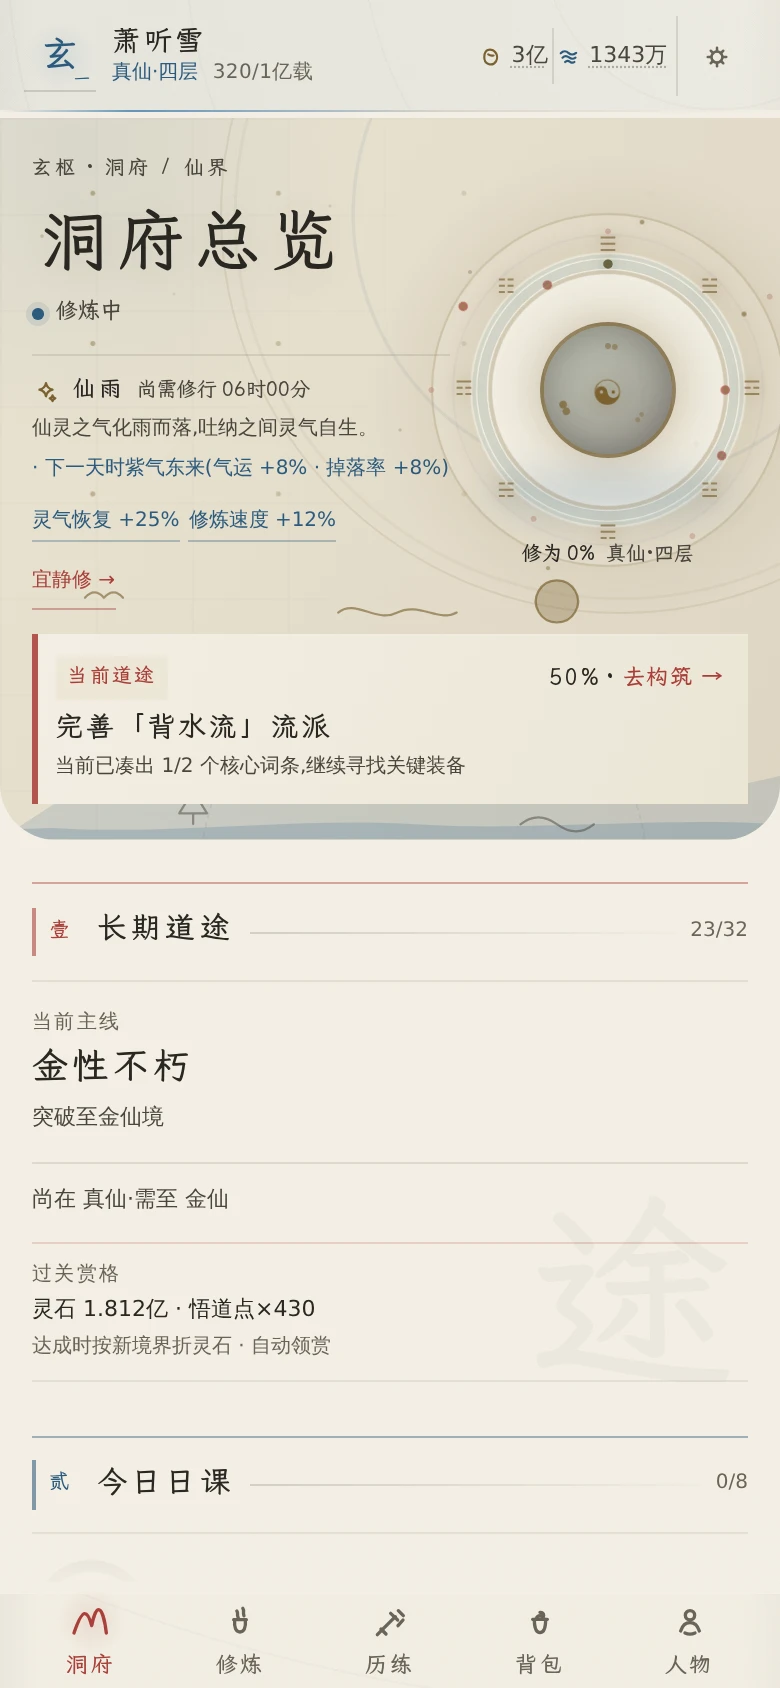 玄
萧听雪
真仙·四层 320/1亿载
3亿 1343万
玄枢·洞府 / 仙界
洞府总览
修炼中
仙雨 尚需修行 06时00分
仙灵之气化雨而落,吐纳之间灵气自生。
· 下一天时紫气东来(气运 +8% · 掉落率 +8%)
灵气恢复 +25% 修炼速度 +12%
宜静修 →
修为 0% 真仙·四层
当前道途
50%·去构筑 →
完善「背水流」流派
当前已凑出 1/2 个核心词条,继续寻找关键装备
壹 长期道途 23/32
当前主线
金性不朽
突破至金仙境
尚在 真仙·需至 金仙
途
过关赏格
灵石 1.812亿 · 悟道点×430
达成时按新境界折灵石 · 自动领赏
贰 今日日课 0/8
洞府 修炼 历练 背包 人物